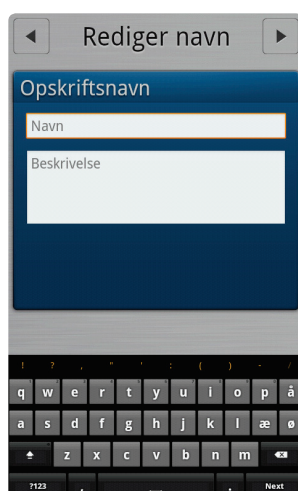 Rediger navn
Opskriftsnavn
Navn
Beskrivelse
! ? , " ' : ( ) - /
q w e r t y u i o p å
a s d f g h j k l æ ø
z x c v b n m
?123 , . Next